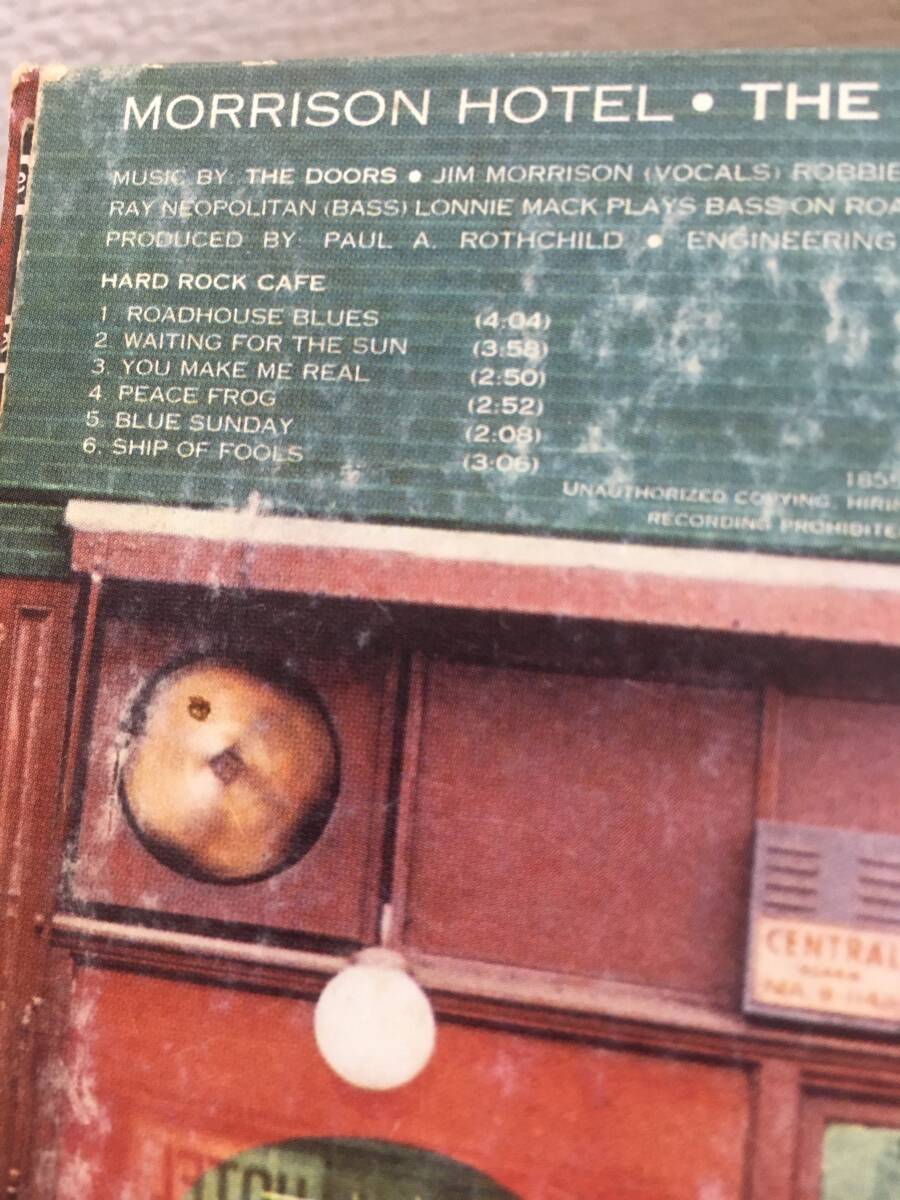 MORRISON HOTEL • THE
MUSIC BY: THE DOORS • JIM MORRISON (VOCALS) ROBBIE
RAY NEOPOLITAN (BASS) LONNIE MACK PLAYS BASS ON ROA
PRODUCED BY: PAUL A. ROTHCHILD • ENGINEERING
HARD ROCK CAFE
1 ROADHOUSE BLUES (4:04)
2 WAITING FOR THE SUN (3:58)
3 YOU MAKE ME REAL (2:50)
4 PEACE FROG (2:52)
5. BLUE SUNDAY (2:08)
6. SHIP OF FOOLS (3:06)
1855
UNAUTHORIZED COPYING, HIRIN
RECORDING PROHIBITE
CENTRAL